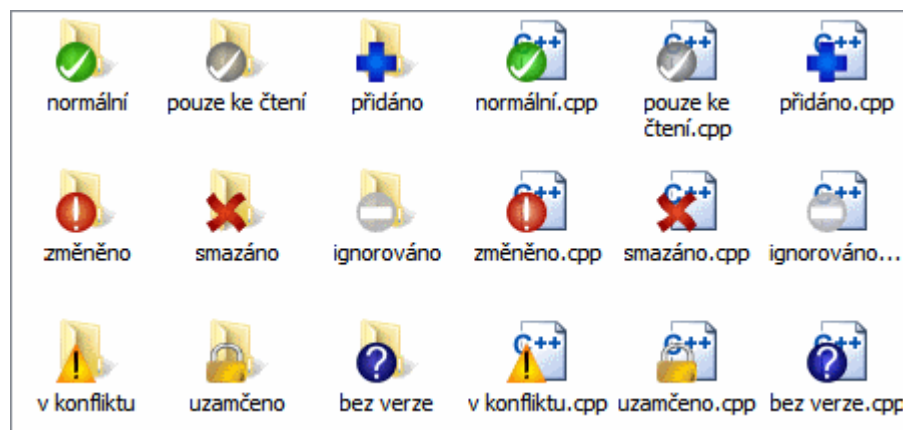 C++ C++ C++
normální pouze ke čtení přidáno normální.cpp pouze ke přidáno.cpp
čtení.cpp
C++ C++ C++
změněno smazáno ignorováno změněno.cpp smazáno.cpp ignorováno...
C++ C++ C++
v konfliktu uzamčeno bez verze v konfliktu.cpp uzamčeno.cpp bez verze.cpp